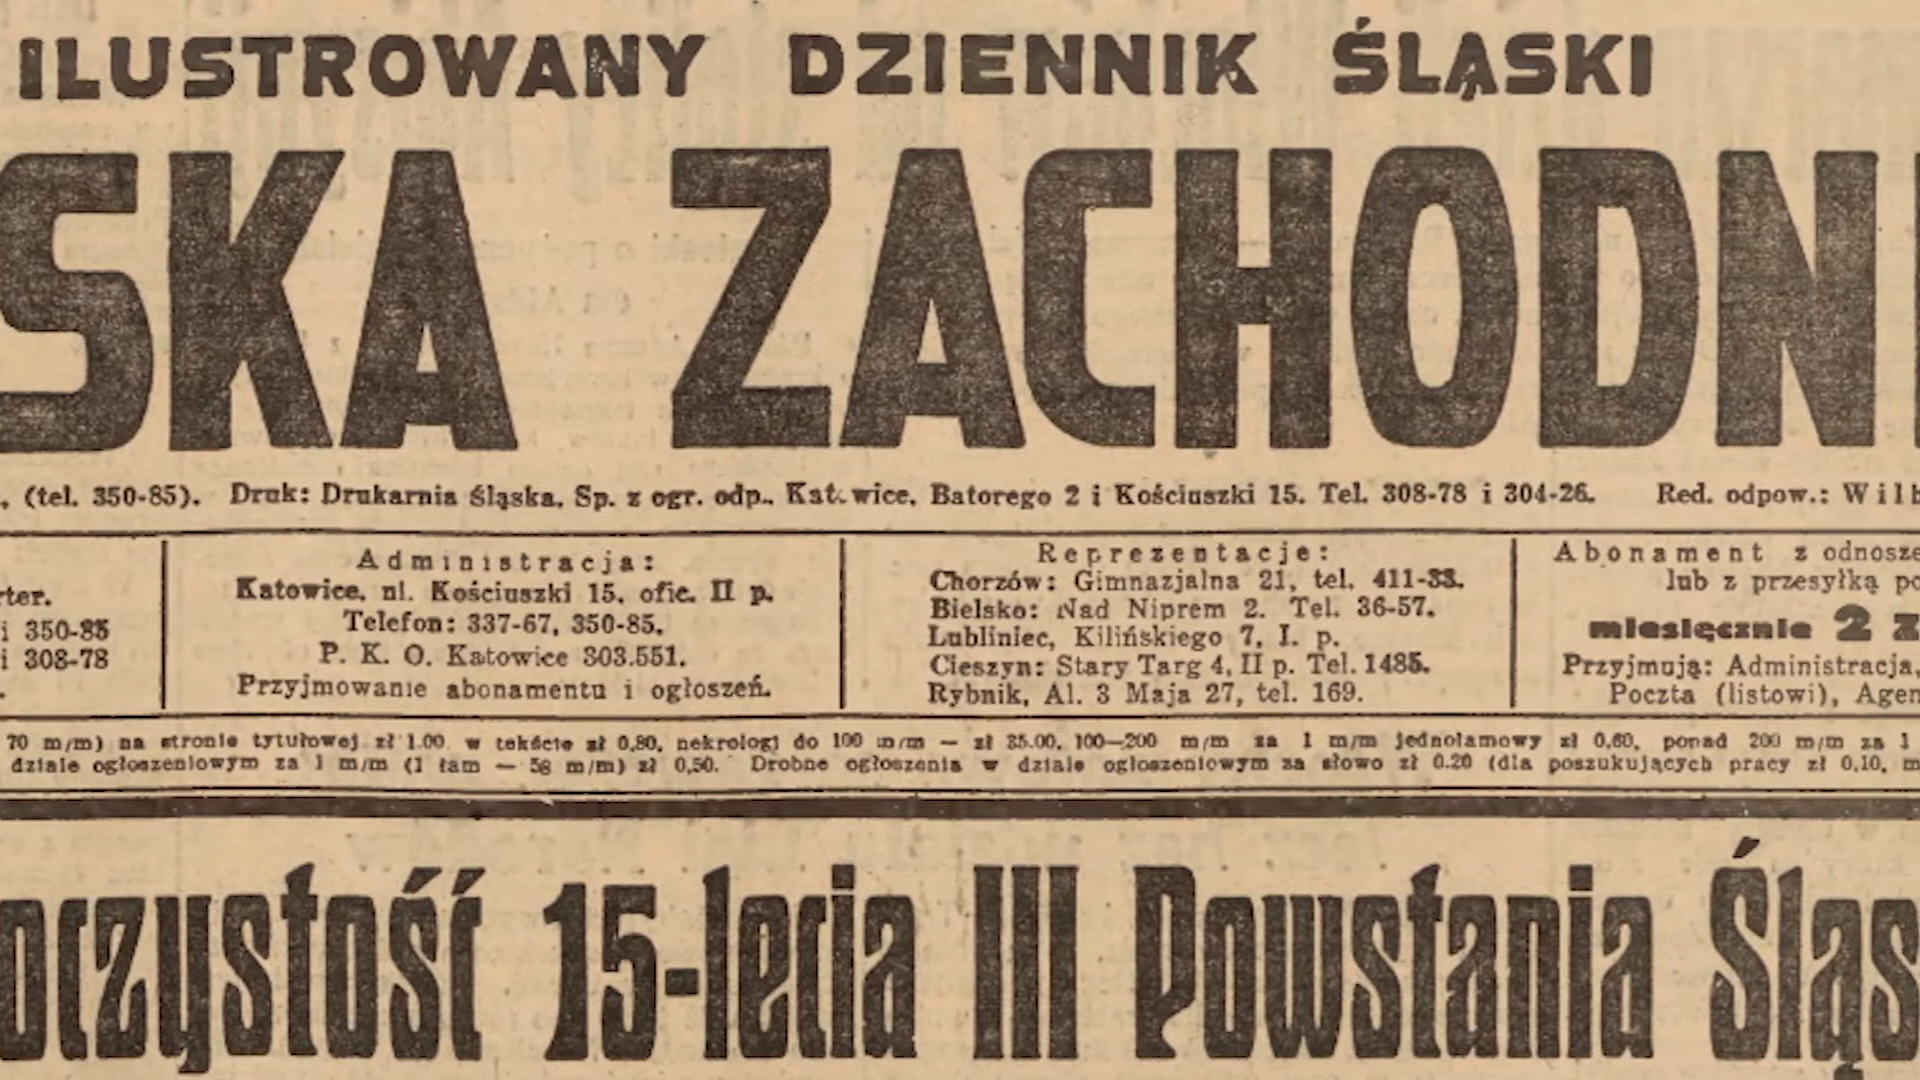 ILUSTROWANY DZIENNIK ŚLĄSKI
SKA ZACHODNI
, (tel. 350-85). Druk: Drukarnia Śląska, Sp. z ogr. odp., Katowice, Batorego 2 i Kościuszki 15. Tel. 308-78 i 304-26. Red. odpow.: Wilh
rter.
i 350-85
i 308-78
Administracja:
Katowice, ul. Kościuszki 15, ofic. II p.
Telefon: 337-67, 350-85.
P. K. O. Katowice 303.551.
Przyjmowanie abonamentu i ogłoszeń.
Reprezentacje:
Chorzów: Gimnazjalna 21, tel. 411-33.
Bielsko: Nad Niprem 2. Tel. 36-57.
Lubliniec, Kilińskiego 7, I. p.
Cieszyn: Stary Targ 4, II p. Tel. 1485.
Rybnik, Al. 3 Maja 27, tel. 169.
Abonament z odnosze
lub z przesyłką po
miesięcznie 2 z
Przyjmują: Administracja,
Poczta (listowi), Agen
70 m/m) na stronie tytułowej zł 1.00, w tekście zł 0,80, nekrologi do 100 m/m — zł 35.00, 100—200 m/m za 1 m/m jednołamowy zł 0,60, ponad 200 m/m za 1
dziale ogłoszeniowym za 1 m/m (1 łam — 58 m/m) zł 0,50. Drobne ogłoszenia w dziale ogłoszeniowym za słowo zł 0.20 (dla poszukujących pracy zł 0,10, m
oczystość 15-lecia III Powstania Śląs